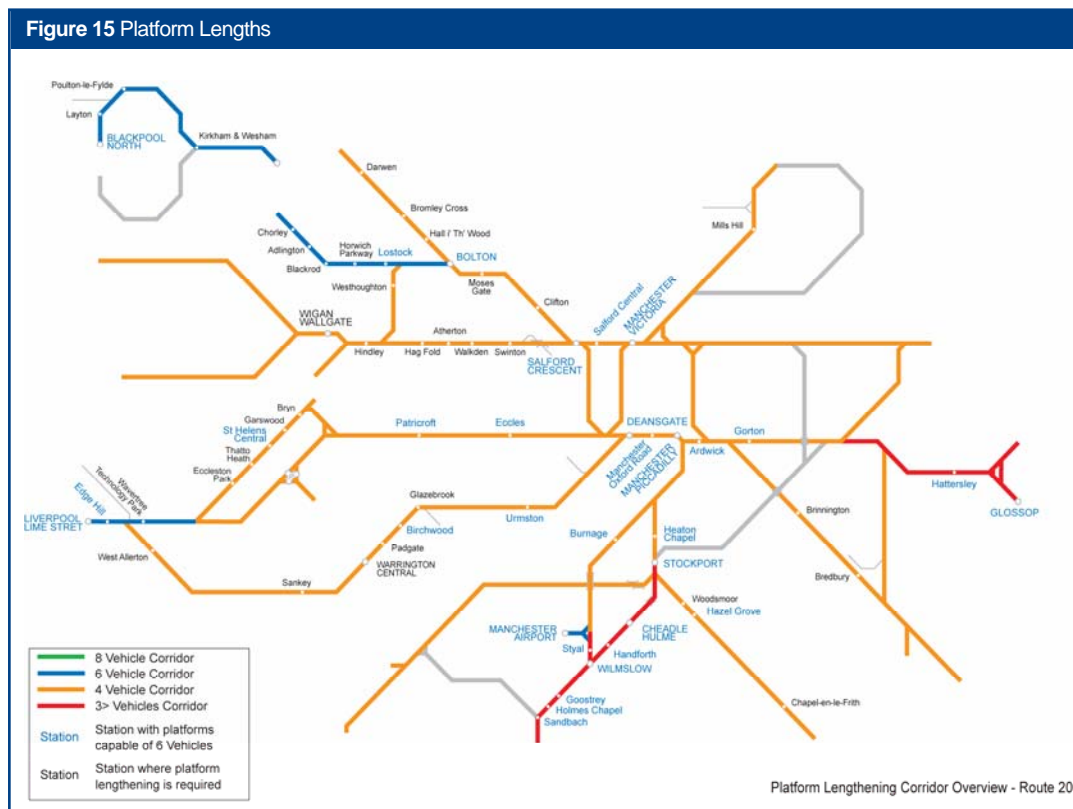 Figure 15 Platform Lengths
Poulton-le-Fylde
Layton
BLACKPOOL
NORTH
Kirkham & Wesham
Darwen
Bromley Cross
Hall i' Th' Wood
Chorley
Adlington
Blackrod
Horwich
Parkway
Lostock
BOLTON
Westhoughton
Moses
Gate
Clifton
Mills Hill
Salford Central
MANCHESTER
VICTORIA
WIGAN
WALLGATE
Hindley
Atherton
Hag Fold
Walkden
Swinton
SALFORD
CRESCENT
Bryn
Garswood
St Helens
Central
Thatto
Heath
Eccleston
Park
Patricroft
Eccles
DEANSGATE
Manchester
Oxford Road
MANCHESTER
PICCADILLY
Ardwick
Gorton
Hattersley
GLOSSOP
Wavertree
Technology Park
Edge Hill
LIVERPOOL
LIME STRET
West Allerton
Sankey
Glazebrook
Birchwood
Padgate
WARRINGTON
CENTRAL
Urmston
Burnage
Heaton
Chapel
STOCKPORT
Brinnington
Bredbury
Woodsmoor
Hazel Grove
MANCHESTER
AIRPORT
Styal
CHEADLE
HULME
Handforth
WILMSLOW
Goostrey
Holmes Chapel
Sandbach
Chapel-en-le-Frith
8 Vehicle Corridor
6 Vehicle Corridor
4 Vehicle Corridor
3> Vehicles Corridor
Station Station with platforms
capable of 6 Vehicles
Station Station where platform
lengthening is required
Platform Lengthening Corridor Overview - Route 20